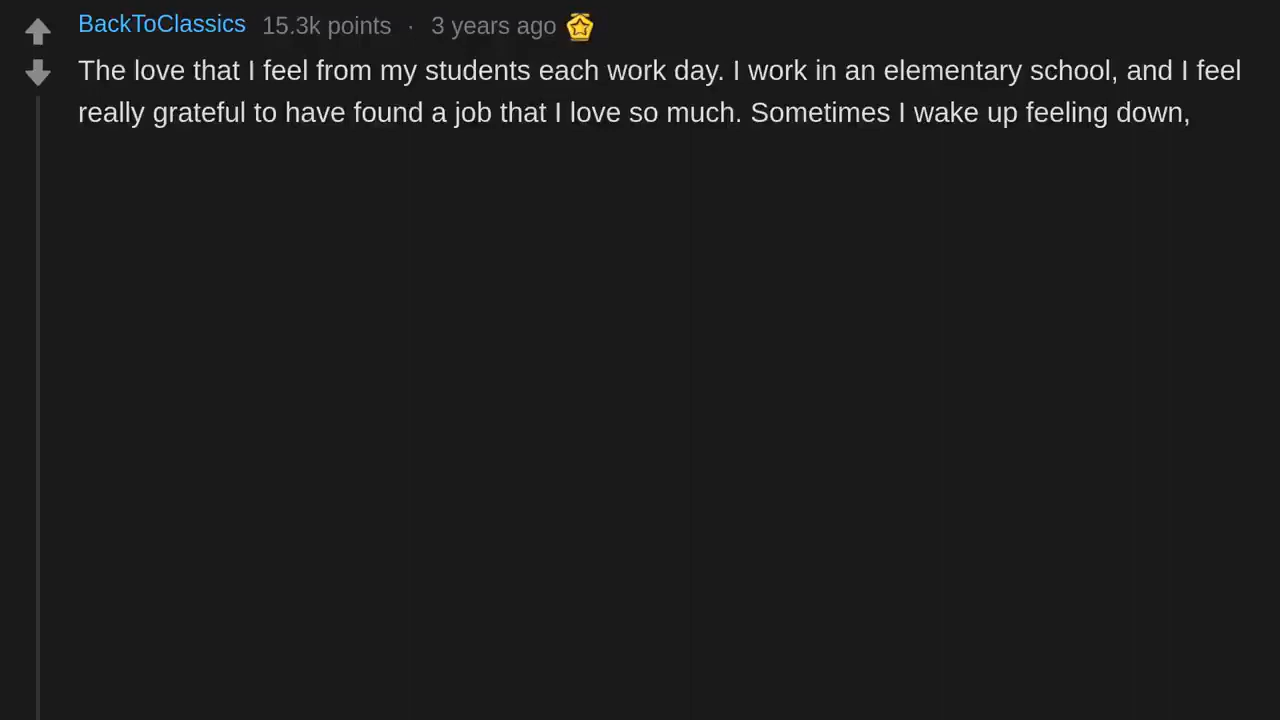 BackToClassics 15.3k points · 3 years ago
The love that I feel from my students each work day. I work in an elementary school, and I feel
really grateful to have found a job that I love so much. Sometimes I wake up feeling down,